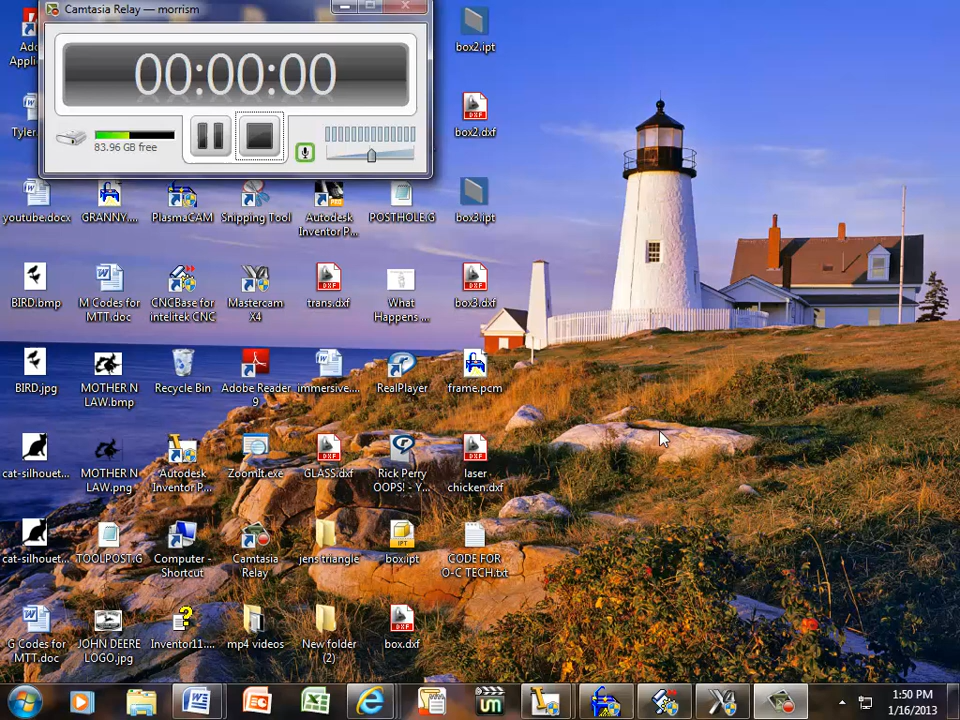 Camtasia Relay — morrism
00:00:00
83.96 GB free
Tyler.
box2.ipt
box2.dxf
youtube.docx
GRANNY....
PlasmaCAM
Snipping Tool
Autodesk
Inventor P...
POSTHOLE.G
box3.ipt
BIRD.bmp
M Codes for
MTT.doc
CNCBase for
intelitek CNC
Mastercam
X4
trans.dxf
What
Happens ...
box3.dxf
BIRD.jpg
MOTHER N
LAW.bmp
Recycle Bin
Adobe Reader
9
immersive....
RealPlayer
frame.pcm
cat-silhouet...
MOTHER N
LAW.png
Autodesk
Inventor P...
ZoomIt.exe
GLASS.dxf
Rick Perry
OOPS! - Y...
laser
chicken.dxf
cat-silhouet...
TOOLPOST.G
Computer -
Shortcut
Camtasia
Relay
jens triangle
box.ipt
CODE FOR
O-C TECH.txt
G Codes for
MTT.doc
JOHN DEERE
LOGO.jpg
Inventor11....
mp4 videos
New folder
(2)
box.dxf
1:50 PM
1/16/2013